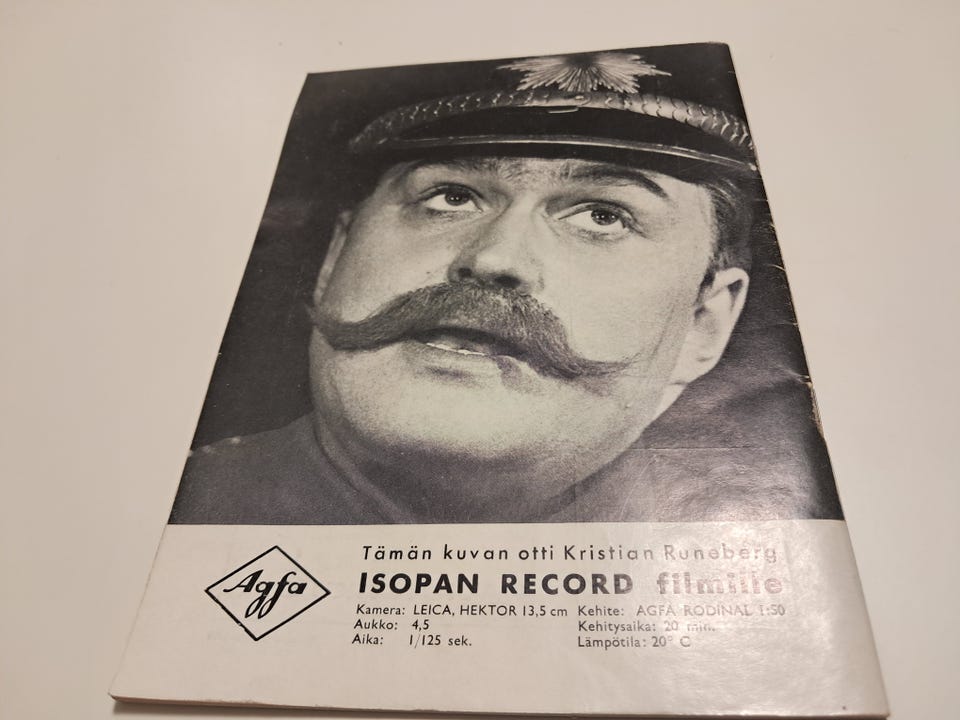 Agfa
Tämän kuvan otti Kristian Runeberg
ISOPAN RECORD filmille
Kamera: LEICA, HEKTOR 13,5 cm Kehite: AGFA RODINAL 1:50
Aukko: 4,5 Kehitysaika: 20 min.
Aika: 1/125 sek. Lämpötila: 20° C